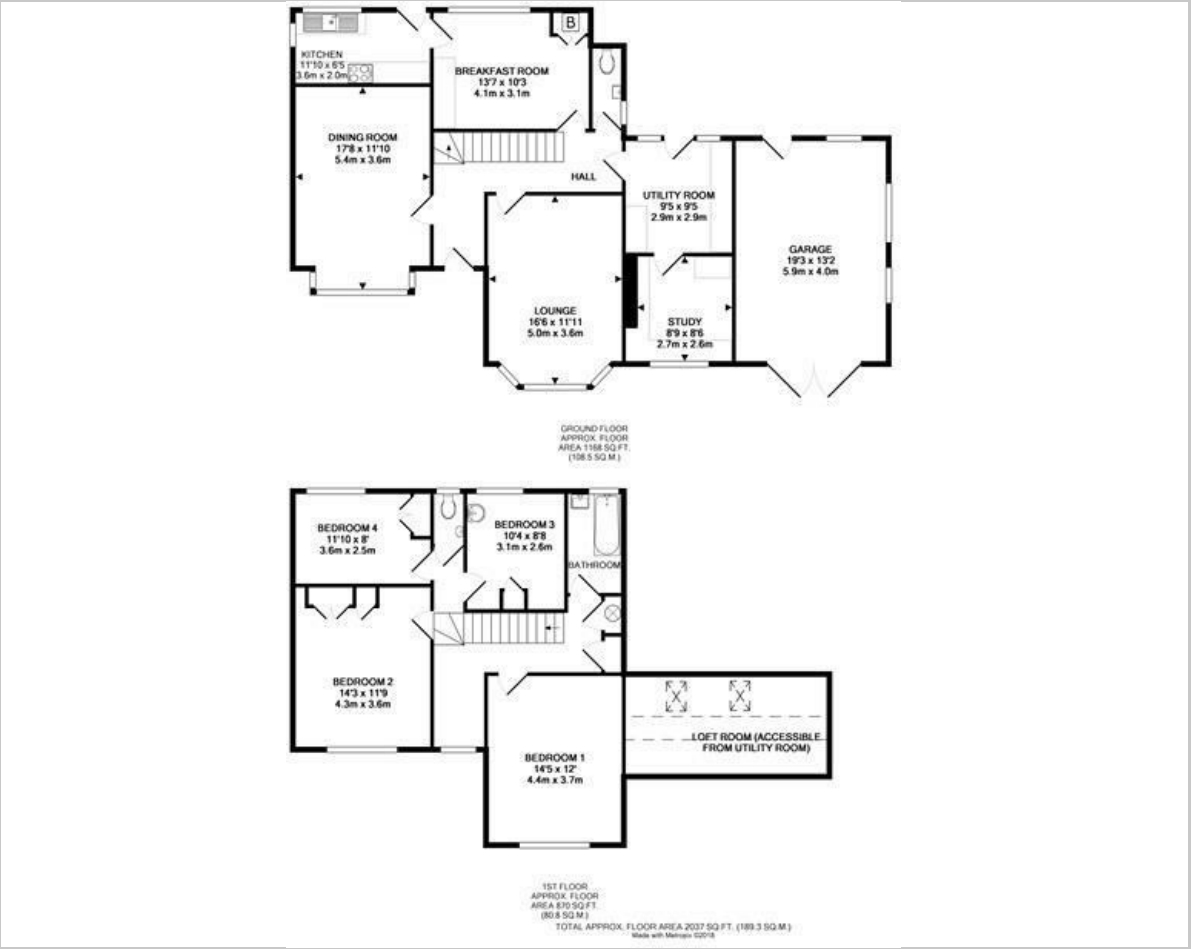 B
KITCHEN
11'10 x 6'5
3.6m x 2.0m
BREAKFAST ROOM
13'7 x 10'3
4.1m x 3.1m
DINING ROOM
17'8 x 11'10
5.4m x 3.6m
HALL
UTILITY ROOM
9'5 x 9'5
2.9m x 2.9m
GARAGE
19'3 x 13'2
5.9m x 4.0m
LOUNGE
16'6 x 11'11
5.0m x 3.6m
STUDY
8'9 x 8'6
2.7m x 2.6m
GROUND FLOOR
APPROX. FLOOR
AREA 1168 SQ.FT.
(108.5 SQ.M.)
BEDROOM 4
11'10 x 8'
3.6m x 2.5m
BEDROOM 3
10'4 x 8'8
3.1m x 2.6m
BATHROOM
BEDROOM 2
14'3 x 11'9
4.3m x 3.6m
BEDROOM 1
14'5 x 12'
4.4m x 3.7m
LOFT ROOM (ACCESSIBLE
FROM UTILITY ROOM)
1ST FLOOR
APPROX. FLOOR
AREA 870 SQ.FT.
(80.8 SQ.M.)
TOTAL APPROX. FLOOR AREA 2037 SQ.FT. (189.3 SQ.M.)
Made with Metropix ©2018